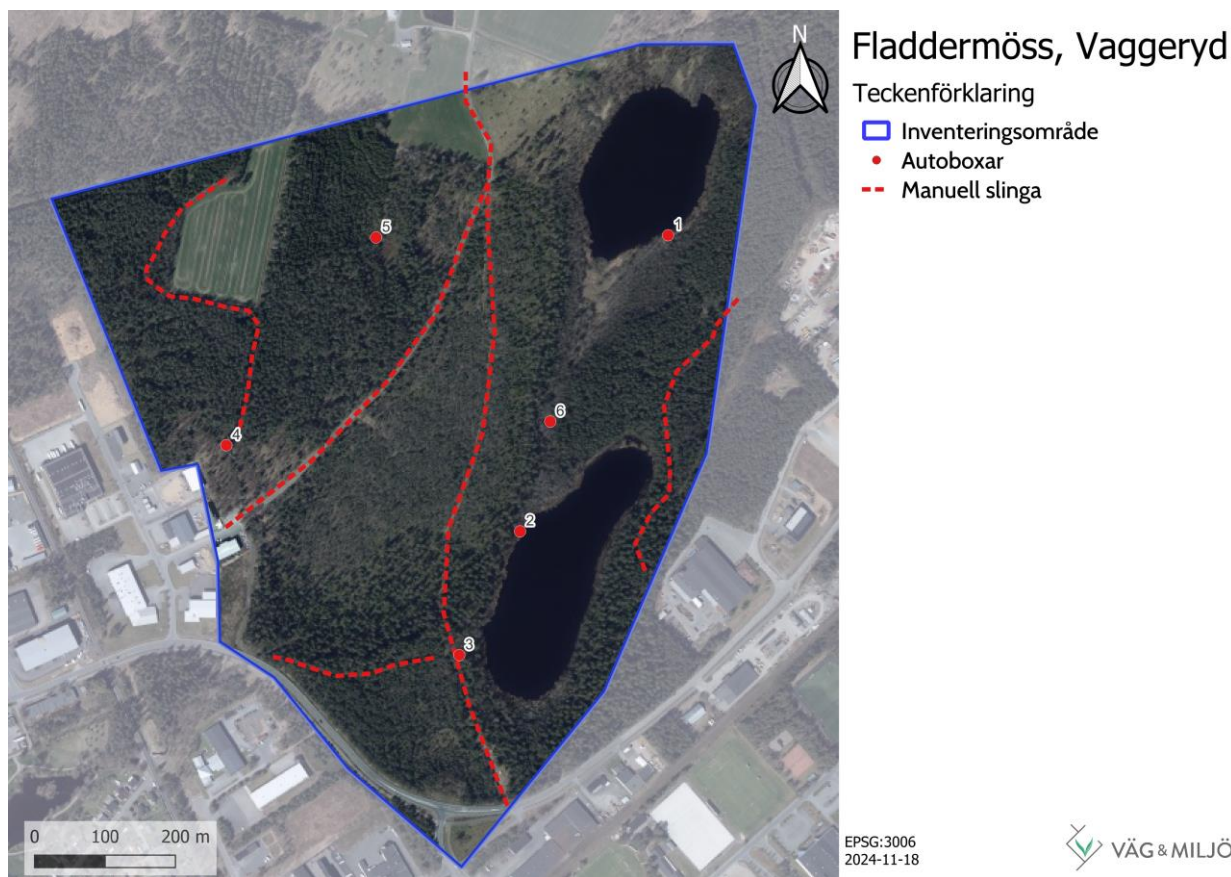 Fladdermöss, Vaggeryd
Teckenförklaring
Inventeringsområde
Autoboxar
Manuell slinga
N
1
5
6
4
2
3
0 100 200 m
EPSG:3006
2024-11-18
VÄG & MILJÖ